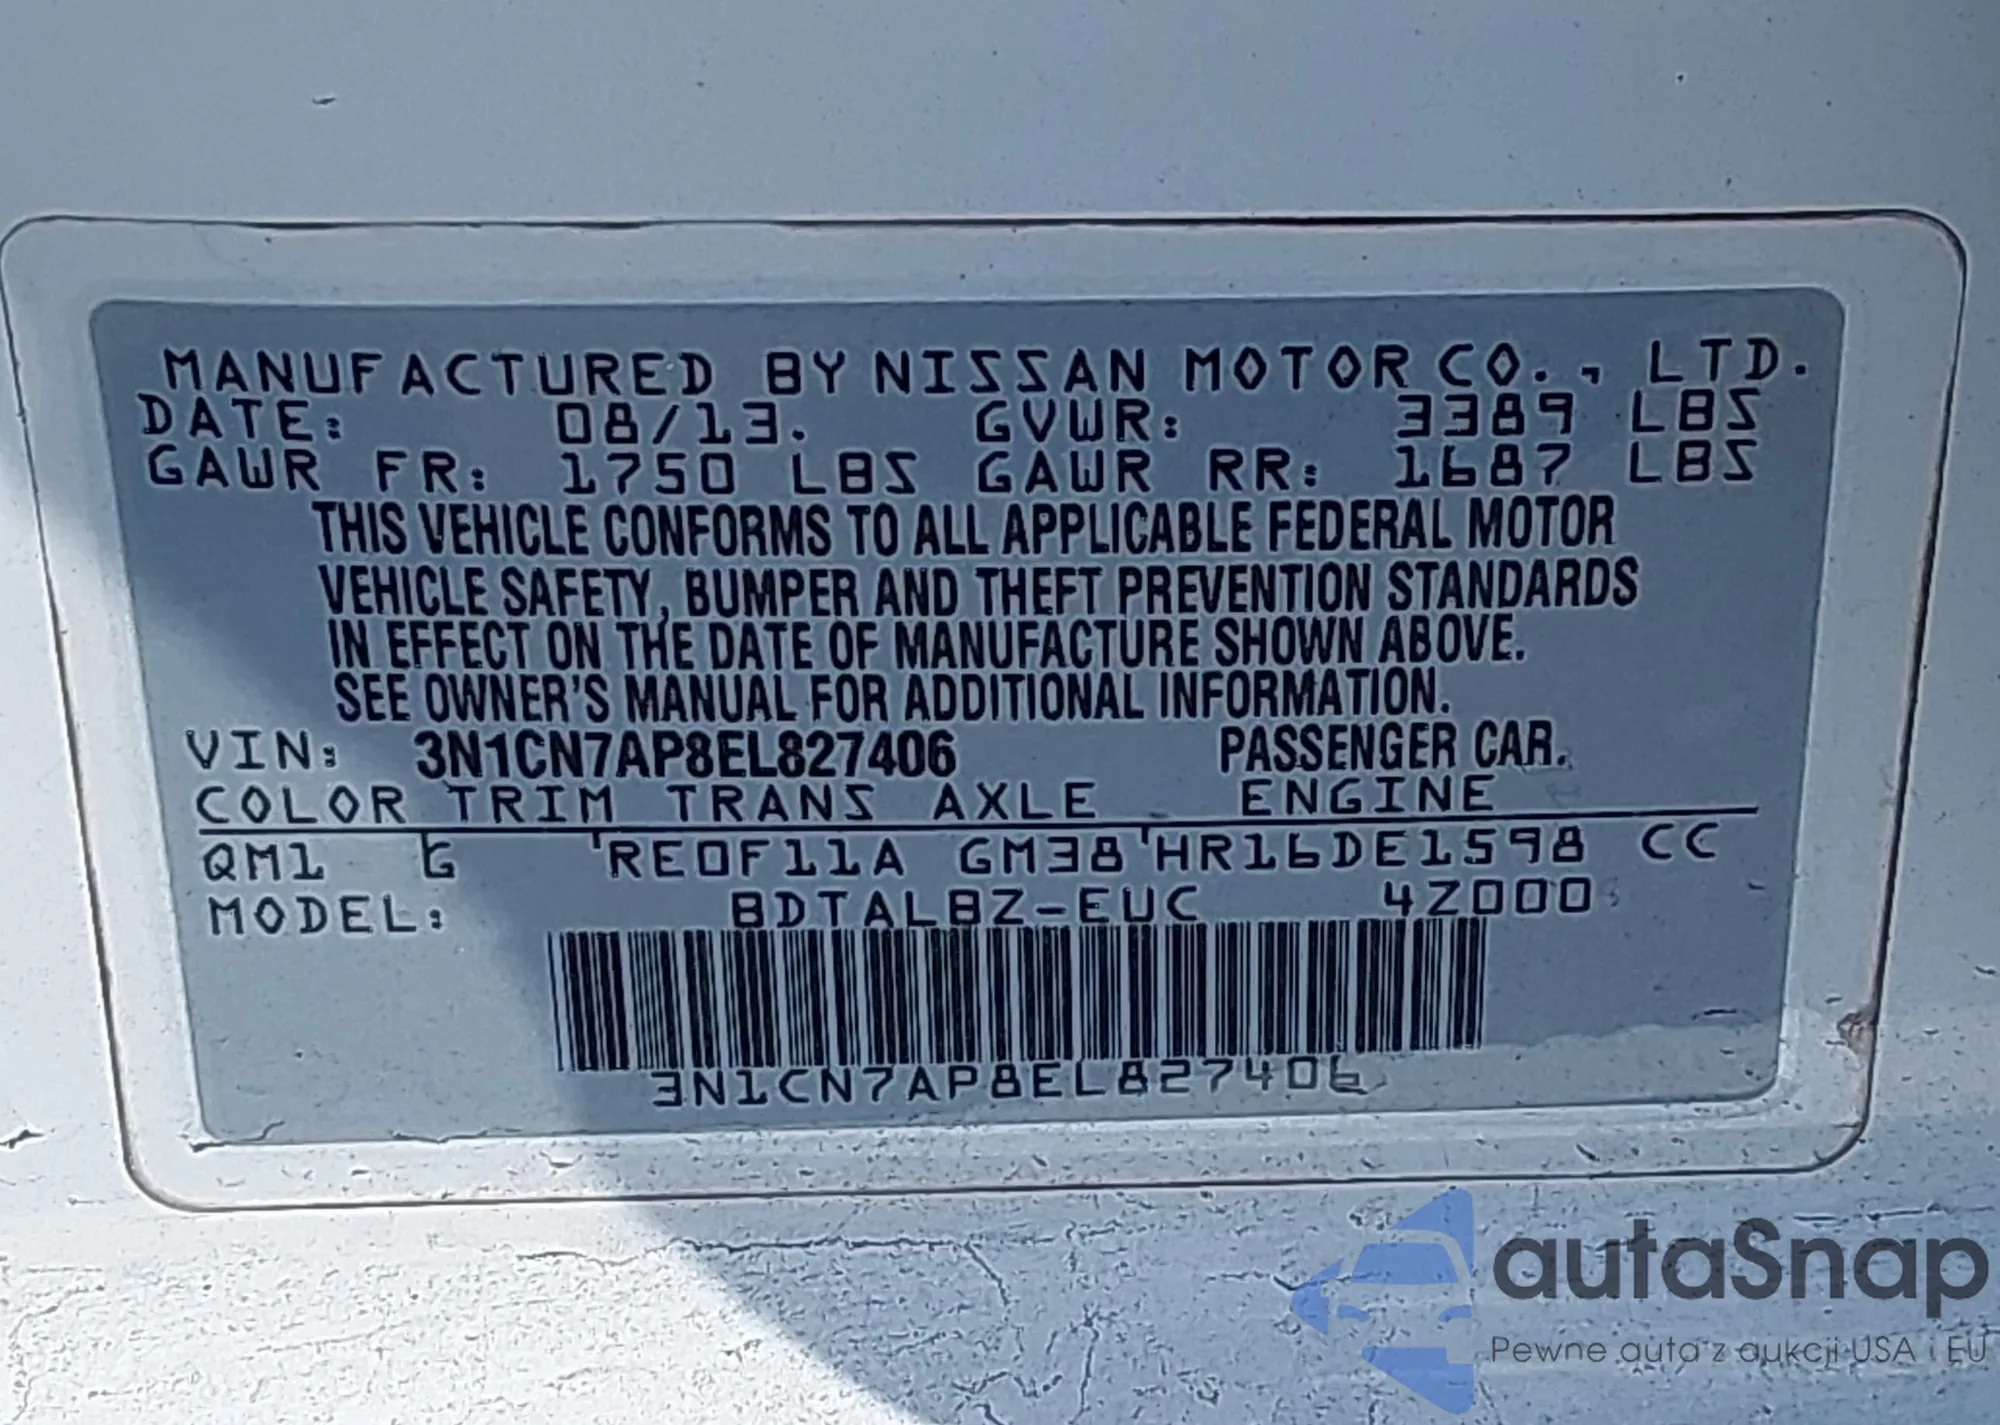 MANUFACTURED BY NISSAN MOTOR CO., LTD.
DATE: 08/13. GVWR: 3389 LBS
GAWR FR: 1750 LBS GAWR RR: 1687 LBS
THIS VEHICLE CONFORMS TO ALL APPLICABLE FEDERAL MOTOR
VEHICLE SAFETY, BUMPER AND THEFT PREVENTION STANDARDS
IN EFFECT ON THE DATE OF MANUFACTURE SHOWN ABOVE.
SEE OWNER'S MANUAL FOR ADDITIONAL INFORMATION.
VIN: 3N1CN7AP8EL827406 PASSENGER CAR.
COLOR TRIM TRANS AXLE ENGINE
QM1 G RE0F11A GM38 HR16DE1598 CC
MODEL: BDTALBZ-EUC 4Z000
3N1CN7AP8EL827406
autaSnap
Pewne auta z aukcji USA i EU